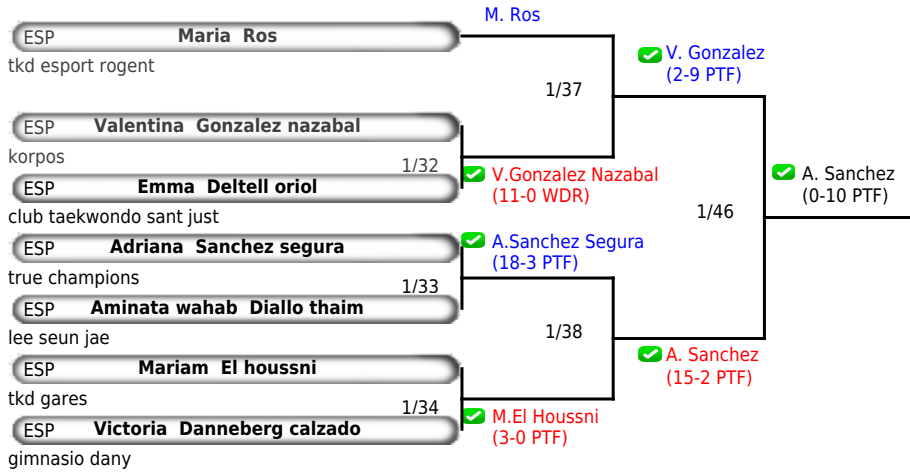 M. Ros
ESP Maria Ros
tkd esport rogent
V. Gonzalez
(2-9 PTF)
1/37
ESP Valentina Gonzalez nazabal
korpos
1/32
V.Gonzalez Nazabal
(11-0 WDR)
ESP Emma Deltell oriol
club taekwondo sant just
A. Sanchez
(0-10 PTF)
1/46
ESP Adriana Sanchez segura
true champions
A.Sanchez Segura
(18-3 PTF)
1/33
ESP Aminata wahab Diallo thaim
lee seun jae
1/38
A. Sanchez
(15-2 PTF)
ESP Mariam El houssni
tkd gares
1/34
M.El Houssni
(3-0 PTF)
ESP Victoria Danneberg calzado
gimnasio dany